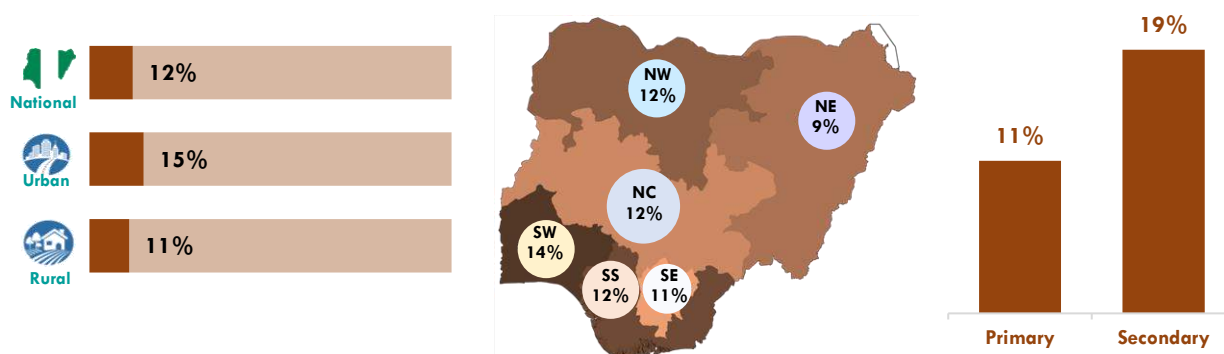 12%
National
15%
Urban
11%
Rural
NW
12%
NE
9%
NC
12%
SW
14%
SS
12%
SE
11%
19%
11%
Primary
Secondary